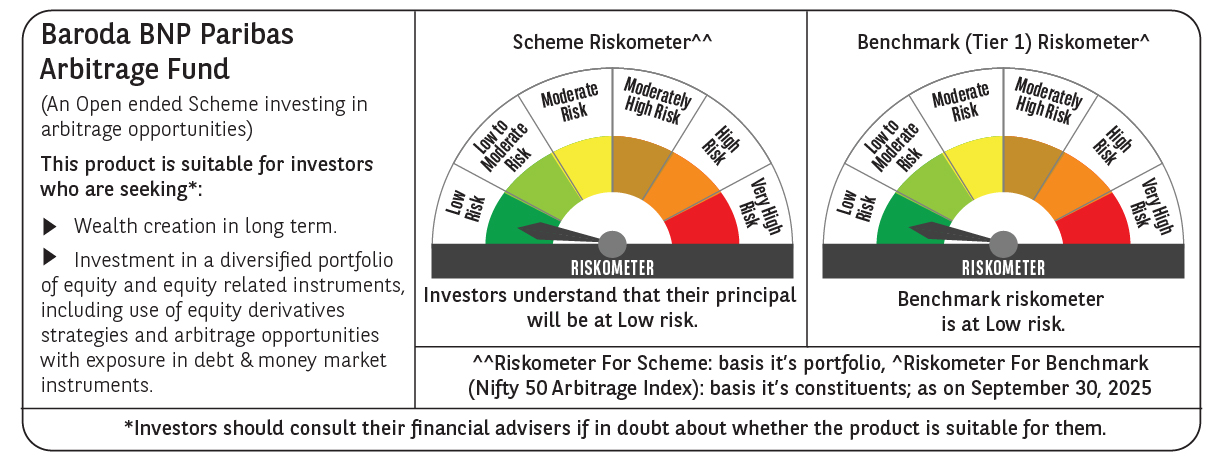 Baroda BNP Paribas
Arbitrage Fund
(An Open ended Scheme investing in
arbitrage opportunities)
This product is suitable for investors
who are seeking*:
▶ Wealth creation in long term.
▶ Investment in a diversified portfolio
of equity and equity related instruments,
including use of equity derivatives
strategies and arbitrage opportunities
with exposure in debt & money market
instruments.
Scheme Riskometer^^
Low
Risk
Low to
Moderate
Risk
Moderate
Risk
Moderately
High Risk
High
Risk
Very High
Risk
RISKOMETER
Investors understand that their principal
will be at Low risk.
Benchmark (Tier 1) Riskometer^
Low
Risk
Low to
Moderate
Risk
Moderate
Risk
Moderately
High Risk
High
Risk
Very High
Risk
RISKOMETER
Benchmark riskometer
is at Low risk.
^^Riskometer For Scheme: basis it's portfolio, ^Riskometer For Benchmark
(Nifty 50 Arbitrage Index): basis it's constituents; as on September 30, 2025
*Investors should consult their financial advisers if in doubt about whether the product is suitable for them.